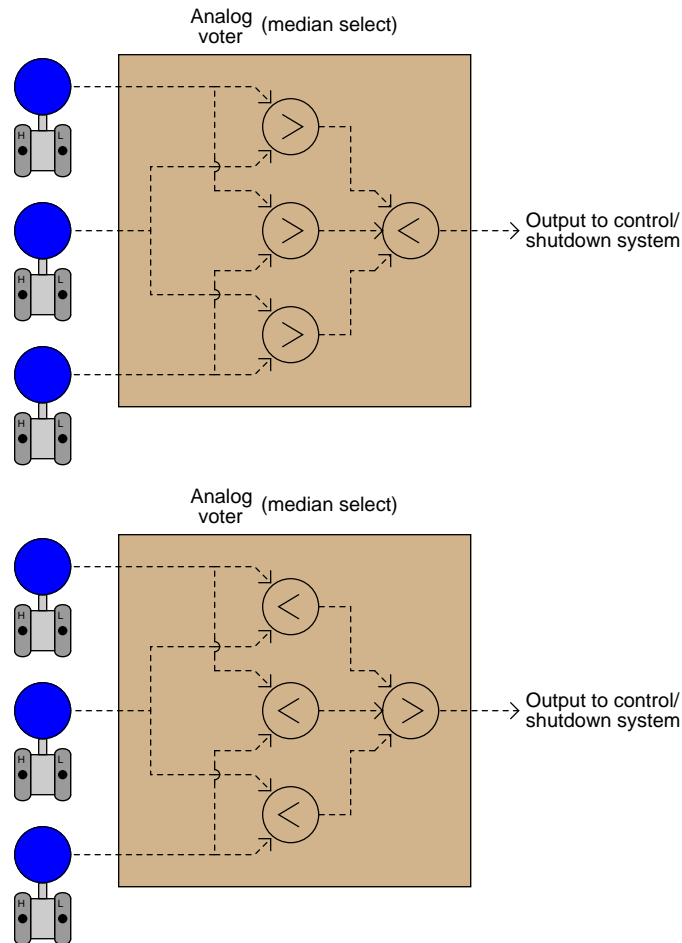 Analog
voter (median select)
H L
>
H L
>
<
Output to control/
shutdown system
>
H L
Analog
voter (median select)
H L
<
H L
<
>
Output to control/
shutdown system
<
H L